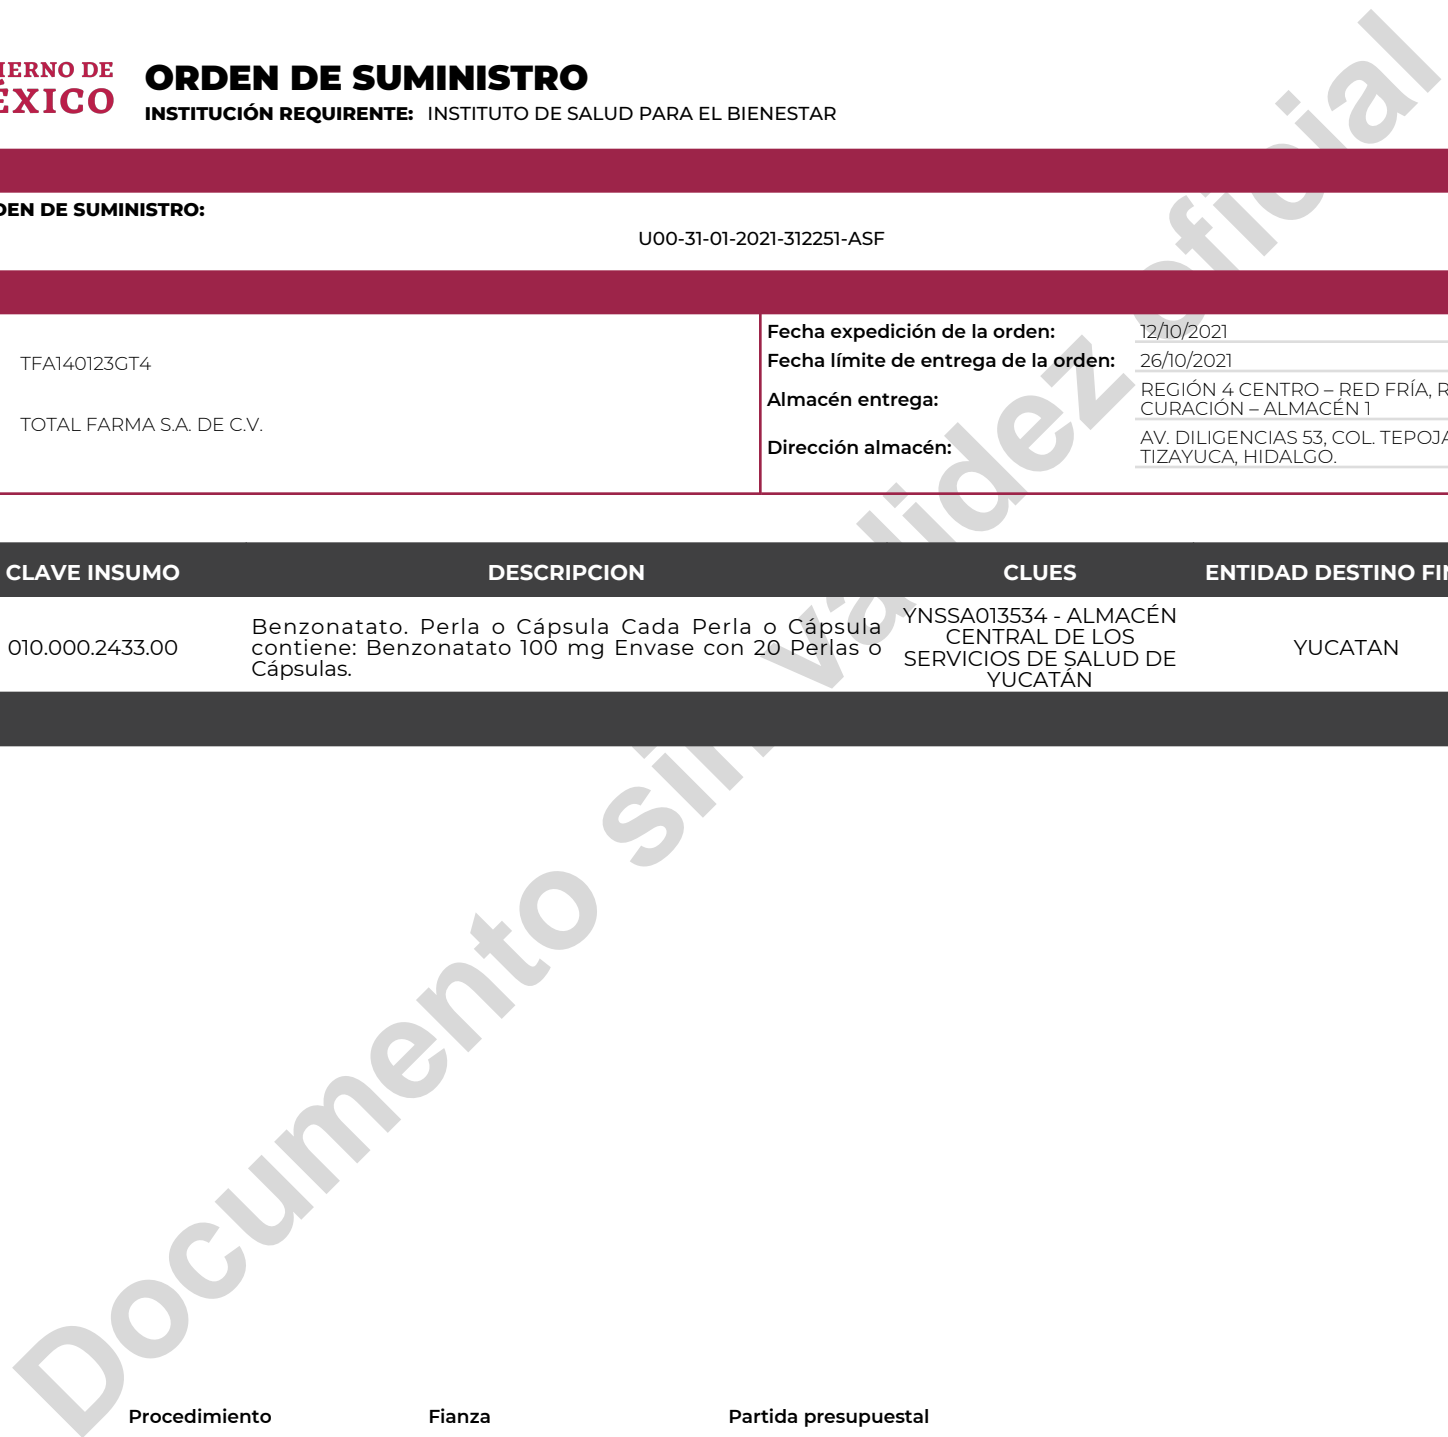 IERNO DE
ÉXICO
ORDEN DE SUMINISTRO
INSTITUCIÓN REQUIRENTE: INSTITUTO DE SALUD PARA EL BIENESTAR
DEN DE SUMINISTRO:
U00-31-01-2021-312251-ASF
TFA140123GT4
TOTAL FARMA S.A. DE C.V.
Fecha expedición de la orden: 12/10/2021
Fecha límite de entrega de la orden: 26/10/2021
Almacén entrega: REGIÓN 4 CENTRO – RED FRÍA, R
CURACIÓN – ALMACÉN 1
Dirección almacén: AV. DILIGENCIAS 53, COL. TEPOJA
TIZAYUCA, HIDALGO.
CLAVE INSUMO DESCRIPCION CLUES ENTIDAD DESTINO FIN
010.000.2433.00
Benzonatato. Perla o Cápsula Cada Perla o Cápsula
contiene: Benzonatato 100 mg Envase con 20 Perlas o
Cápsulas.
YNSSA013534 - ALMACÉN
CENTRAL DE LOS
SERVICIOS DE SALUD DE
YUCATÁN
YUCATAN
Documento sin validez oficial
Procedimiento Fianza Partida presupuestal